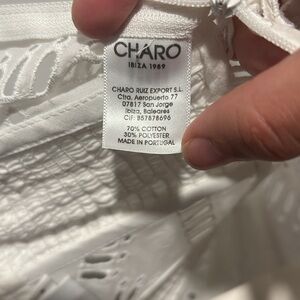 CHÁRO
IBIZA 1989
CHARO RUIZ EXPORT S.L.
Ctra. Aeropuerto 77
07817 San Jorge
Ibiza, Baleares
CIF: B57878696
70% COTTON
30% POLYESTER
MADE IN PORTUGAL